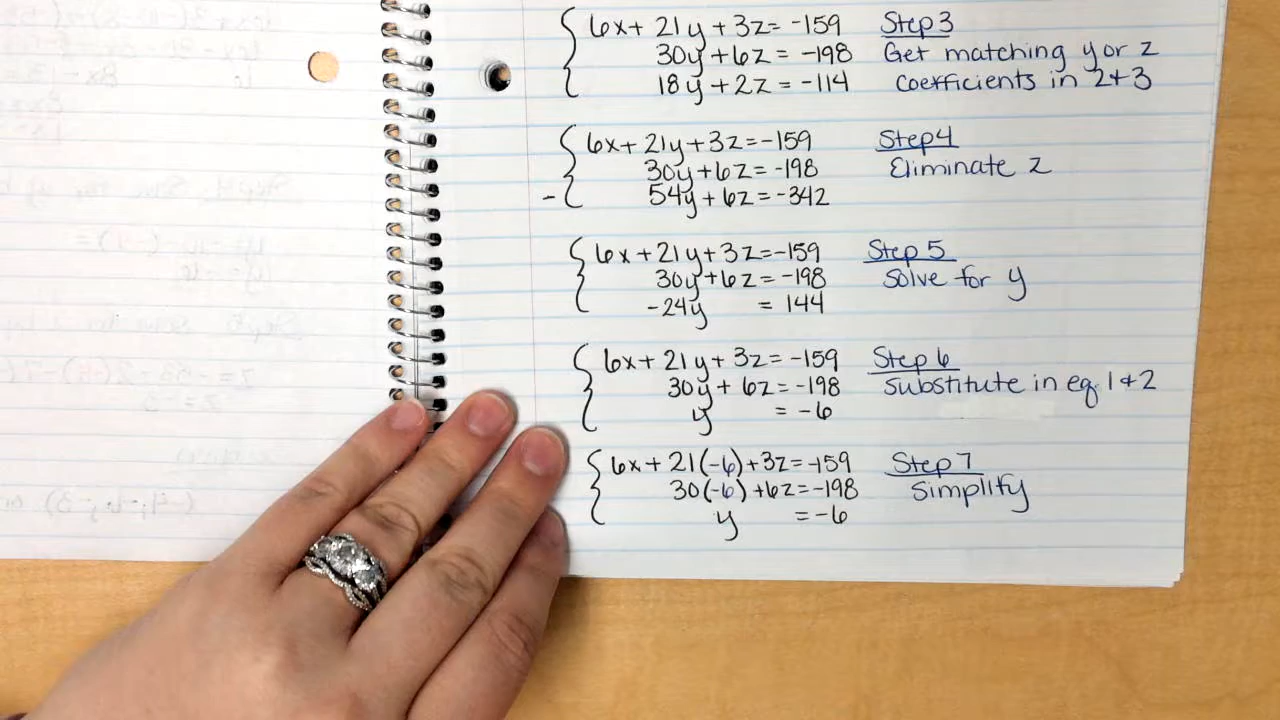 6x + 21y + 3z = -159 Step 3
30y + 6z = -198 Get matching y or z
18y + 2z = -114 coefficients in 2 + 3
6x + 21y + 3z = -159 Step 4
30y + 6z = -198 Eliminate z
- 54y + 6z = -342
6x + 21y + 3z = -159 Step 5
30y + 6z = -198 Solve for y
-24y = 144
6x + 21y + 3z = -159 Step 6
30y + 6z = -198 Substitute in eq. 1 + 2
y = -6
6x + 21(-6) + 3z = -159 Step 7
30(-6) + 6z = -198 Simplify
y = -6